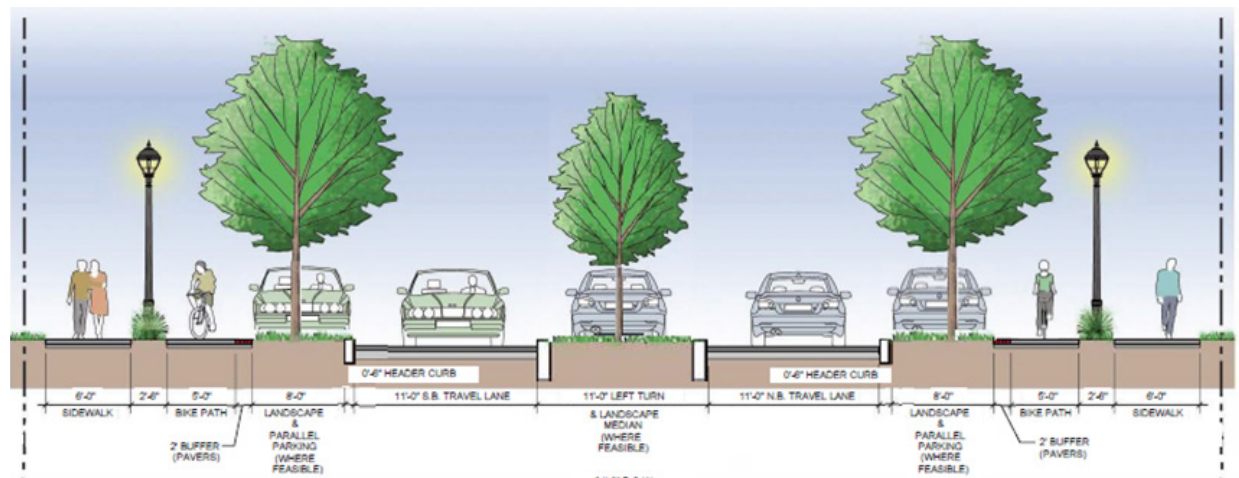 0'-6" HEADER CURB
0'-6" HEADER CURB
6'-0"
2'-6"
5'-0"
8'-0"
11'-0" S.B. TRAVEL LANE
11'-0" LEFT TURN
11'-0" N.B. TRAVEL LANE
8'-0"
5'-0"
2'-6"
6'-0"
SIDEWALK
BIKE PATH
LANDSCAPE
&
PARALLEL
PARKING
(WHERE
FEASIBLE)
& LANDSCAPE
MEDIAN
(WHERE
FEASIBLE)
LANDSCAPE
&
PARALLEL
PARKING
(WHERE
FEASIBLE)
BIKE PATH
SIDEWALK
2' BUFFER
(PAVERS)
2' BUFFER
(PAVERS)